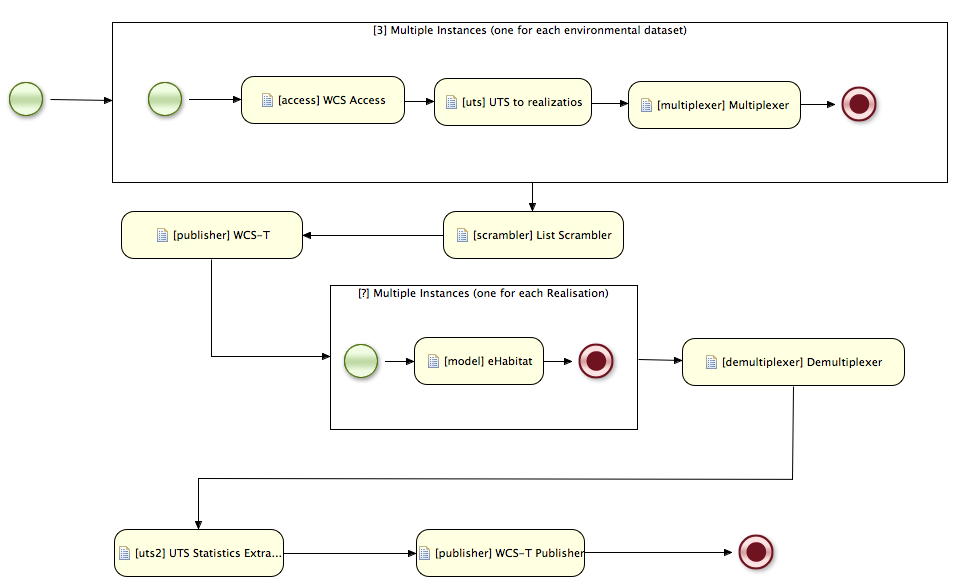 [3] Multiple Instances (one for each environmental dataset)
[access] WCS Access
[uts] UTS to realizatios
[multiplexer] Multiplexer
[publisher] WCS-T
[scrambler] List Scrambler
[?] Multiple Instances (one for each Realisation)
[model] eHabitat
[demultiplexer] Demultiplexer
[uts2] UTS Statistics Extra...
[publisher] WCS-T Publisher